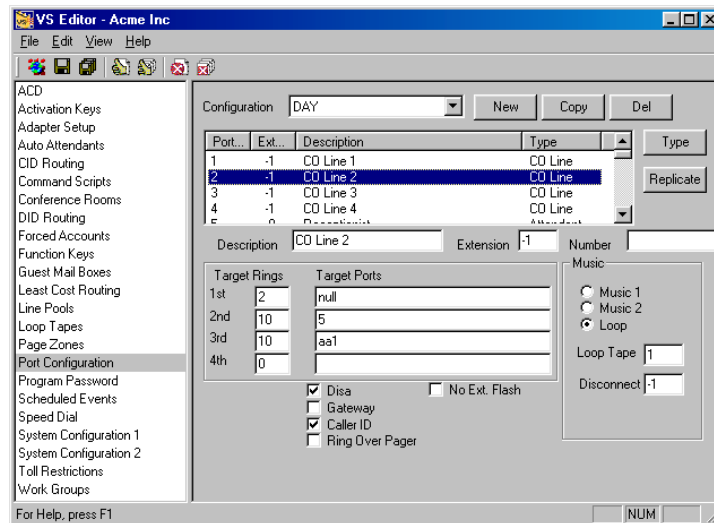 VS Editor - Acme Inc
File Edit View Help
ACD
Activation Keys
Adapter Setup
Auto Attendants
CID Routing
Command Scripts
Conference Rooms
DID Routing
Forced Accounts
Function Keys
Guest Mail Boxes
Least Cost Routing
Line Pools
Loop Tapes
Page Zones
Port Configuration
Program Password
Scheduled Events
Speed Dial
System Configuration 1
System Configuration 2
Toll Restrictions
Work Groups
Configuration DAY New Copy Del
Port... Ext... Description Type
1 -1 CO Line 1 CO Line
2 -1 CO Line 2 CO Line
3 -1 CO Line 3 CO Line
4 -1 CO Line 4 CO Line
5 0 Receptionist Attendant
Type
Replicate
Description CO Line 2 Extension -1 Number
Target Rings Target Ports
1st 2 null
2nd 10 5
3rd 10 aa1
4th 0
Music
Music 1
Music 2
Loop
Loop Tape 1
Disconnect -1
Disa No Ext. Flash
Gateway
Caller ID
Ring Over Pager
For Help, press F1 NUM